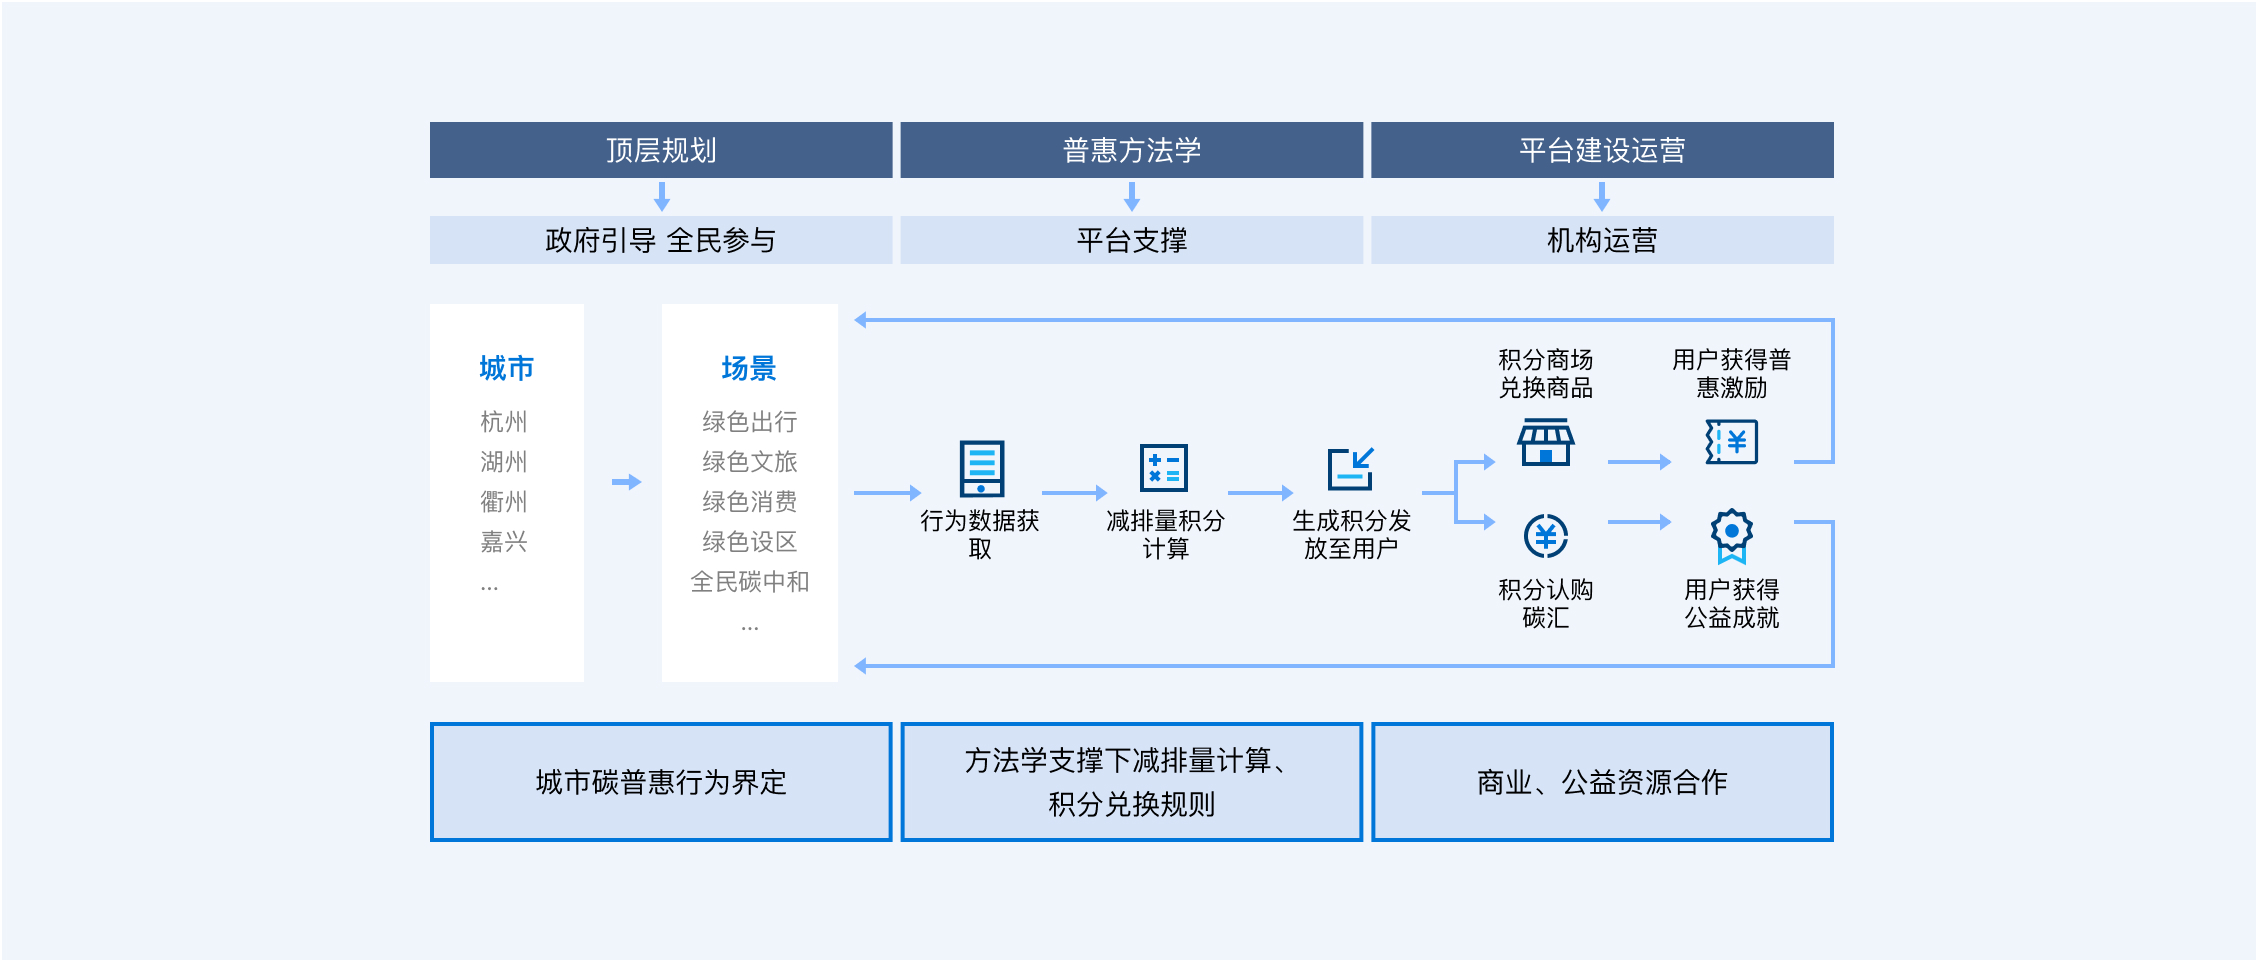 顶层规划
普惠方法学
平台建设运营
政府引导 全民参与
平台支撑
机构运营
城市
杭州
湖州
衢州
嘉兴
...
场景
绿色出行
绿色文旅
绿色消费
绿色设区
全民碳中和
...
行为数据获
取
减排量积分
计算
生成积分发
放至用户
积分商场
兑换商品
用户获得普
惠激励
积分认购
碳汇
用户获得
公益成就
城市碳普惠行为界定
方法学支撑下减排量计算、
积分兑换规则
商业、公益资源合作